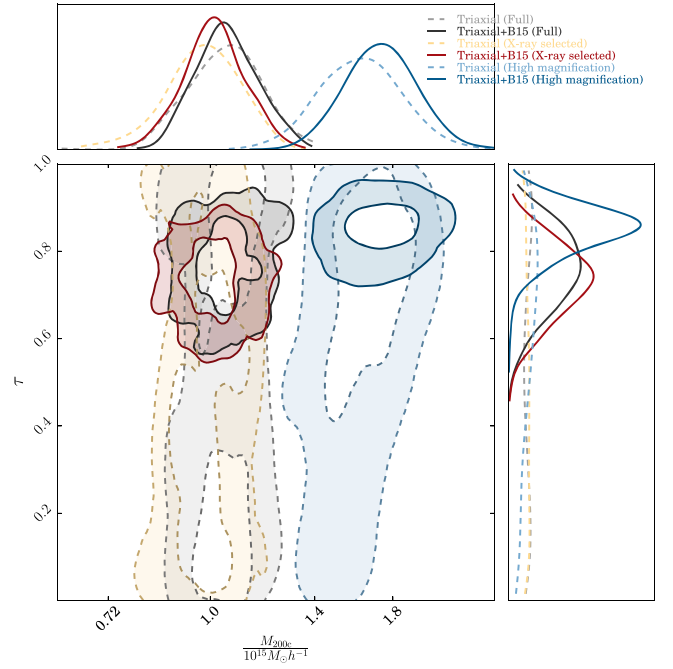 Triaxial (Full)
Triaxial+B15 (Full)
Triaxial (X-ray selected)
Triaxial+B15 (X-ray selected)
Triaxial (High magnification)
Triaxial+B15 (High magnification)
1.0
0.8
0.6
0.4
0.2
τ
0.72
1.0
1.4
1.8
M200c
10^15 M⊙ h^−1